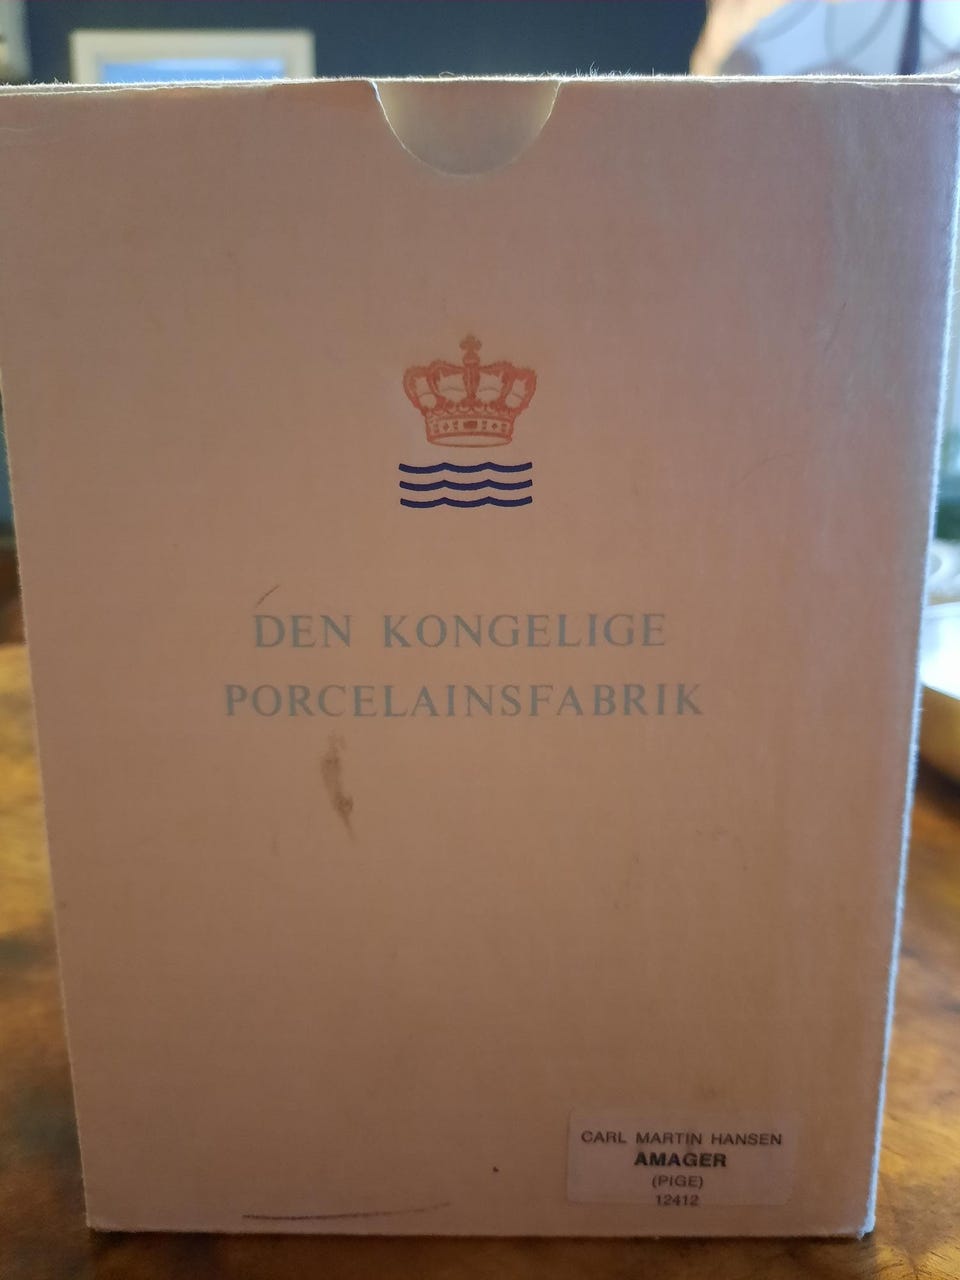 DEN KONGELIGE
PORCELAINSFABRIK
CARL MARTIN HANSEN
AMAGER
(PIGE)
12412